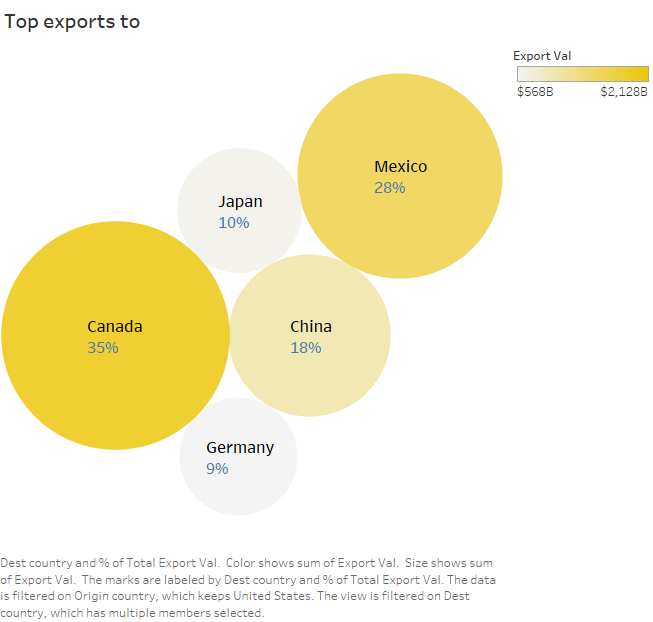 Top exports to
Export Val
$568B
$2,128B
Mexico
28%
Japan
10%
Canada
35%
China
18%
Germany
9%
Dest country and % of Total Export Val.  Color shows sum of Export Val.  Size shows sum
of Export Val.  The marks are labeled by Dest country and % of Total Export Val. The data
is filtered on Origin country, which keeps United States. The view is filtered on Dest
country, which has multiple members selected.